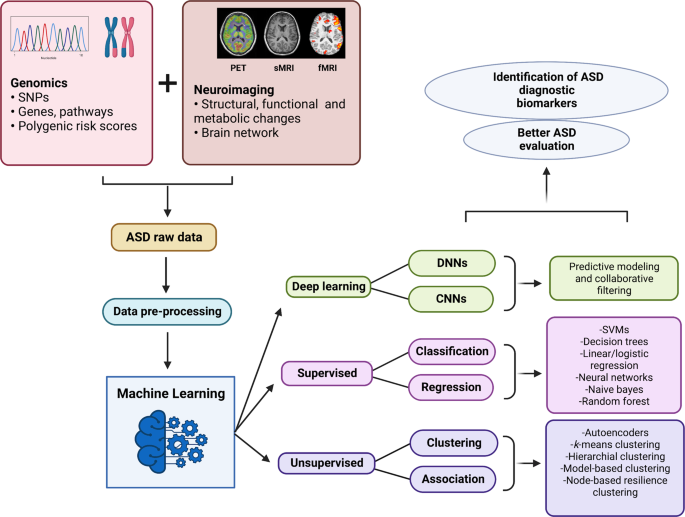 Genomics
• SNPs
• Genes, pathways
• Polygenic risk scores
+
PET
sMRI
fMRI
Neuroimaging
• Structural, functional and
metabolic changes
• Brain network
Identification of ASD
diagnostic
biomarkers
Better ASD
evaluation
ASD raw data
Data pre-processing
Machine Learning
Deep learning
DNNs
CNNs
Predictive modeling
and collaborative
filtering
Supervised
Classification
Regression
-SVMs
-Decision trees
-Linear/logistic
regression
-Neural networks
-Naive bayes
-Random forest
Unsupervised
Clustering
Association
-Autoencoders
-k-means clustering
-Hierarchial clustering
-Model-based clustering
-Node-based resilience
clustering